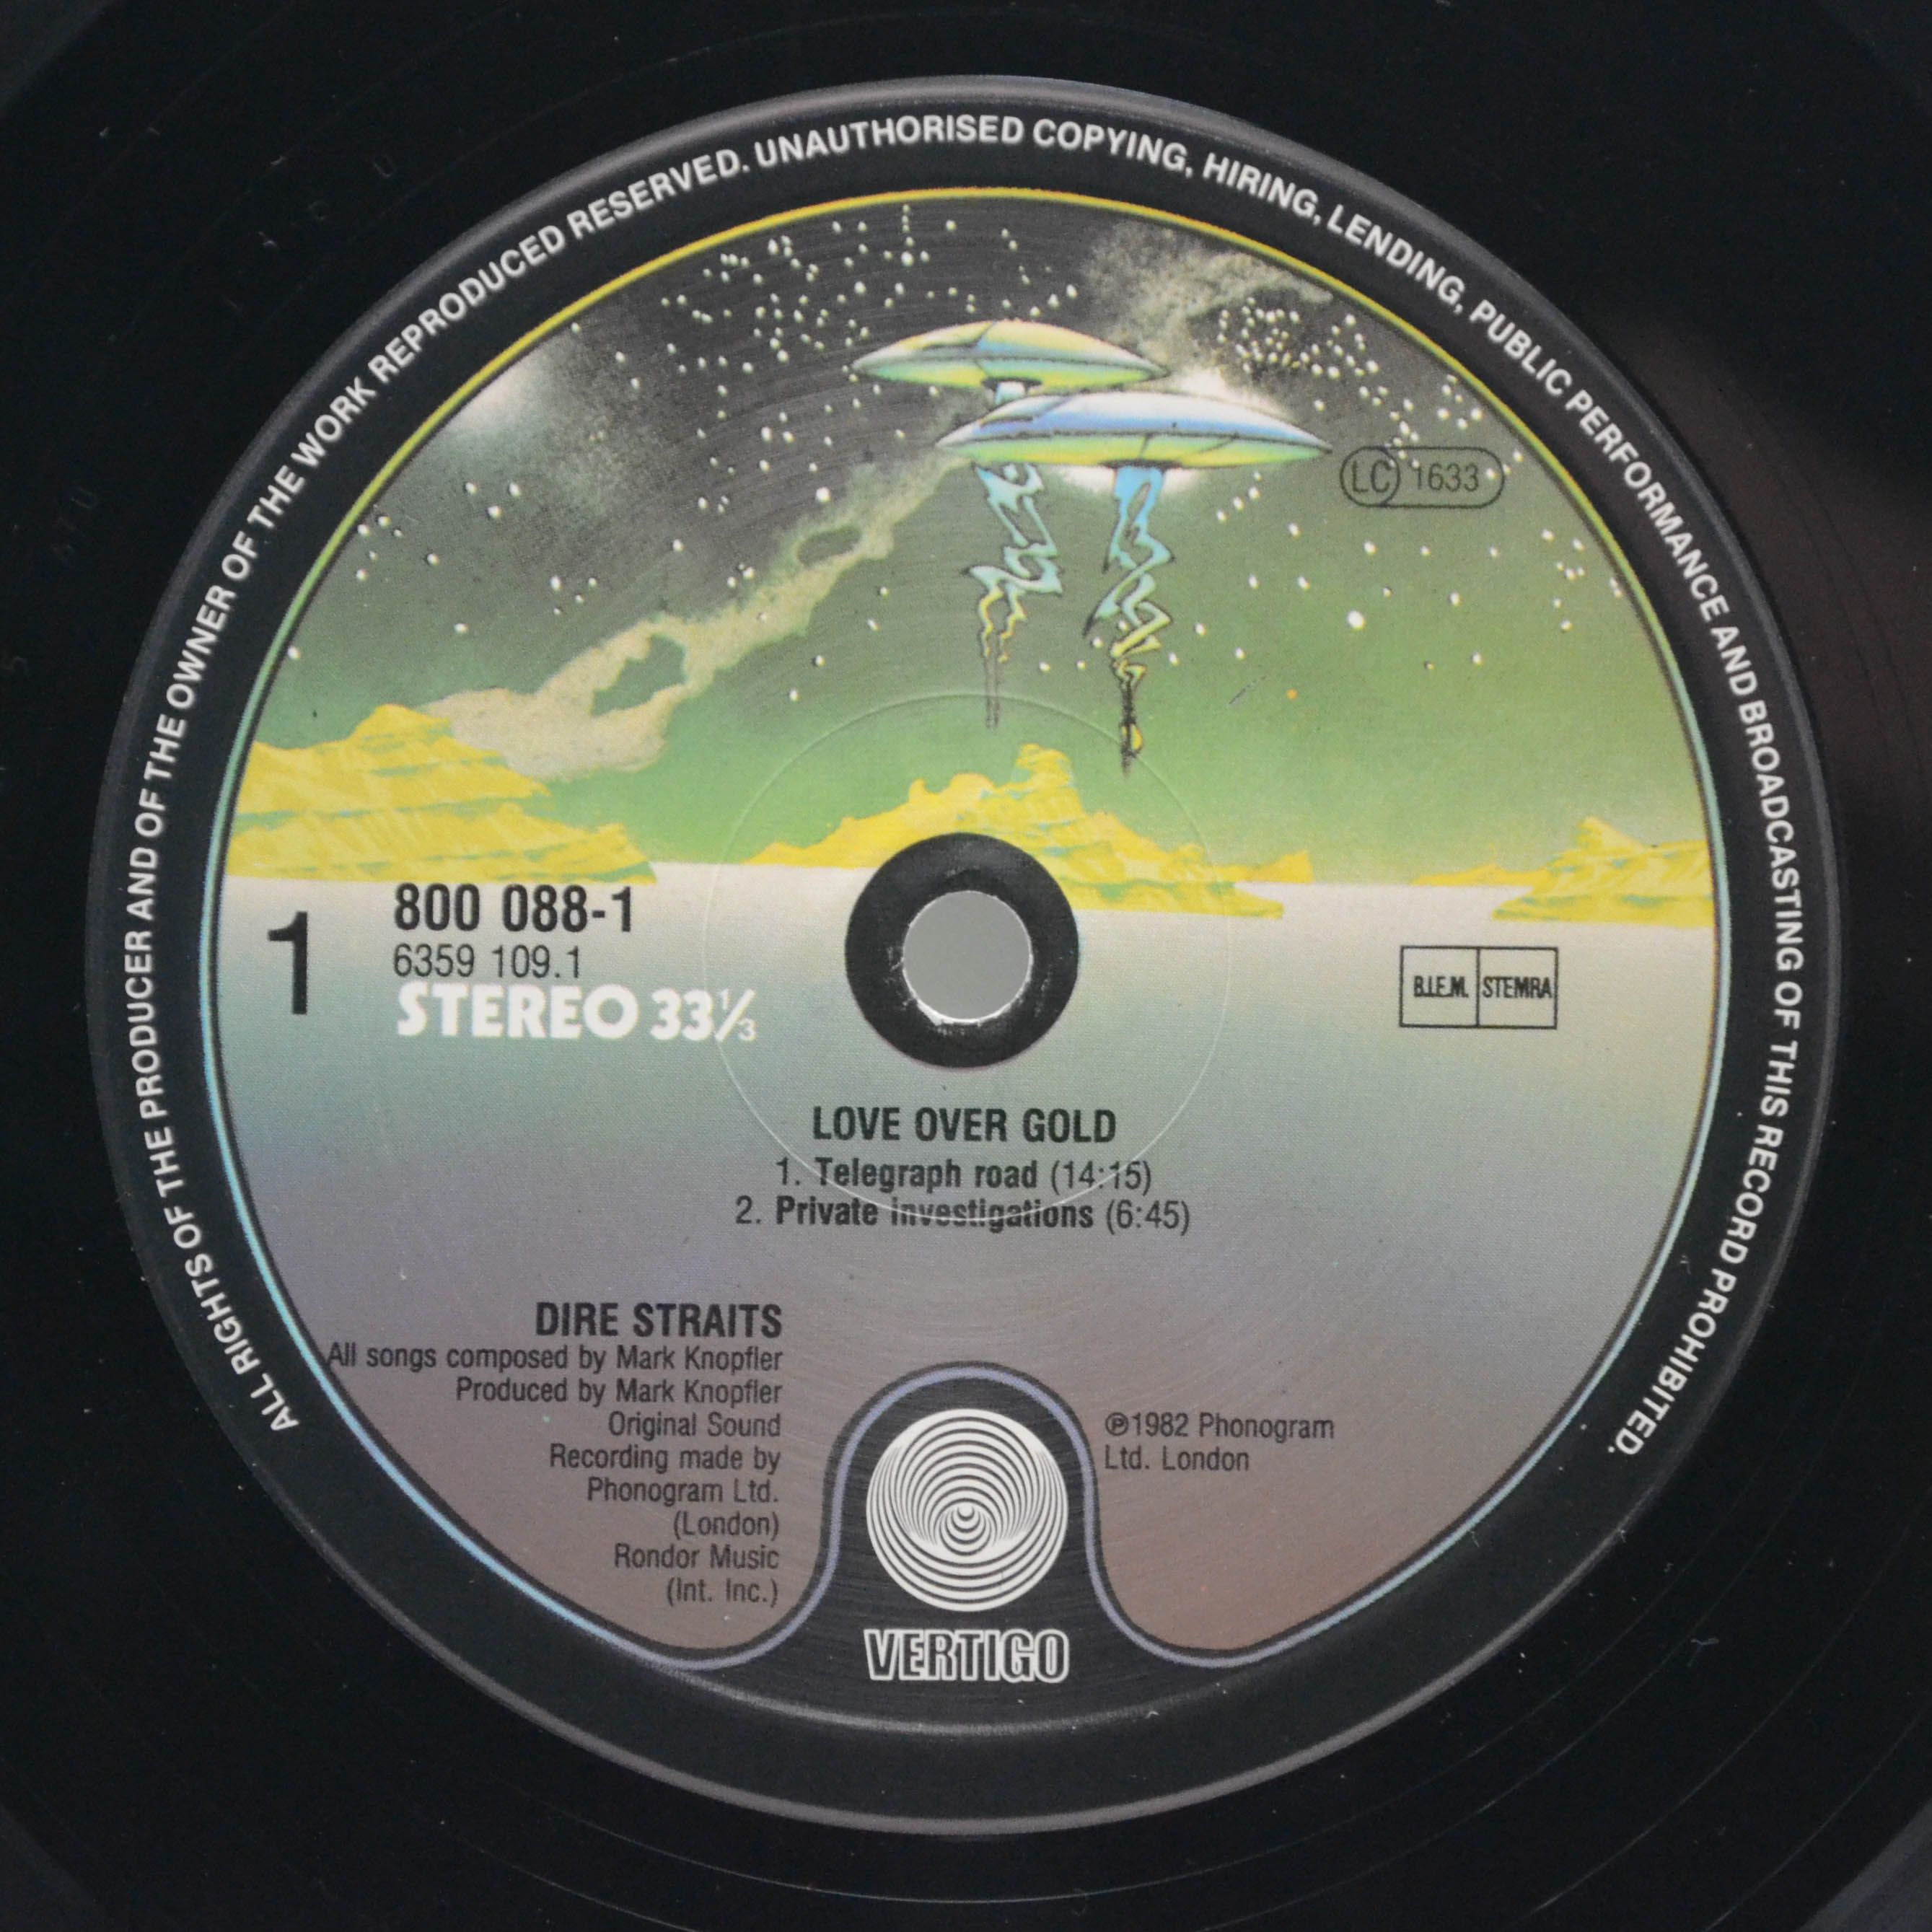 ALL RIGHTS OF THE PRODUCER AND OF THE OWNER OF THE WORK REPRODUCED RESERVED. UNAUTHORISED COPYING, HIRING, LENDING, PUBLIC PERFORMANCE AND BROADCASTING OF THIS RECORD PROHIBITED.
LC 1633
1
800 088-1
6359 109.1
STEREO 33⅓
B.I.E.M. STEMRA
LOVE OVER GOLD
1. Telegraph road (14:15)
2. Private investigations (6:45)
DIRE STRAITS
All songs composed by Mark Knopfler
Produced by Mark Knopfler
Original Sound
Recording made by
Phonogram Ltd.
(London)
Rondor Music
(Int. Inc.)
℗1982 Phonogram
Ltd. London
VERTIGO